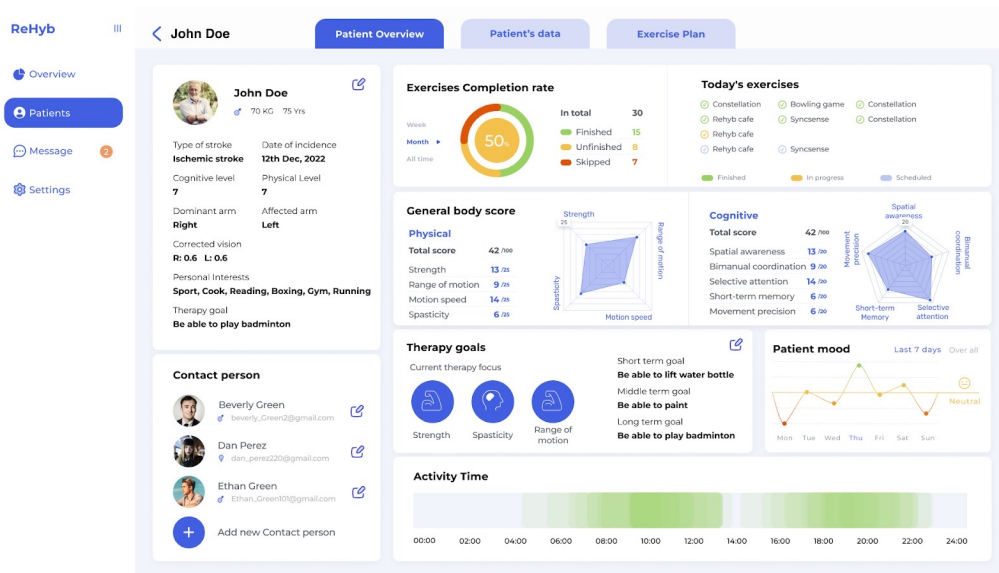 ReHyb
Overview
Patients
Message
2
Settings
John Doe
Patient Overview
Patient's data
Exercise Plan
John Doe
70 KG 75 Yrs
Type of stroke
Date of incidence
Ischemic stroke
12th Dec, 2022
Cognitive level
Physical Level
7
7
Dominant arm
Affected arm
Right
Left
Corrected vision
R: 0.6 L: 0.6
Personal Interests
Sport, Cook, Reading, Boxing, Gym, Running
Therapy goal
Be able to play badminton
Contact person
Beverly Green
beverly_Green2@gmail.com
Dan Perez
dan_perez220@gmail.com
Ethan Green
Ethan_Green101@gmail.com
Add new Contact person
Exercises Completion rate
Week
Month
All time
50%
In total 30
Finished 15
Unfinished 8
Skipped 7
Today's exercises
Constellation Bowling game Constellation
Rehyb cafe Syncsense Constellation
Rehyb cafe
Rehyb cafe Syncsense
Finished In progress Scheduled
General body score
Physical
Total score 42 /100
Strength 13 /25
Range of motion 9 /25
Motion speed 14 /25
Spasticity 6 /25
Strength
25
Range of motion
Spasticity
Motion speed
Cognitive
Total score 42 /100
Spatial awareness 13 /20
Bimanual coordination 9 /20
Selective attention 14 /20
Short-term memory 6 /20
Movement precision 6 /20
Spatial
awareness
20
Movement
precision
Bimanual
coordination
Short-term
Memory
Selective
attention
Therapy goals
Current therapy focus
Strength
Spasticity
Range of
motion
Short term goal
Be able to lift water bottle
Middle term goal
Be able to paint
Long term goal
Be able to play badminton
Patient mood
Last 7 days
Over all
Neutral
Mon Tue Wed Thu Fri Sat Sun
Activity Time
00:00 02:00 04:00 06:00 08:00 10:00 12:00 14:00 16:00 18:00 20:00 22:00 24:00